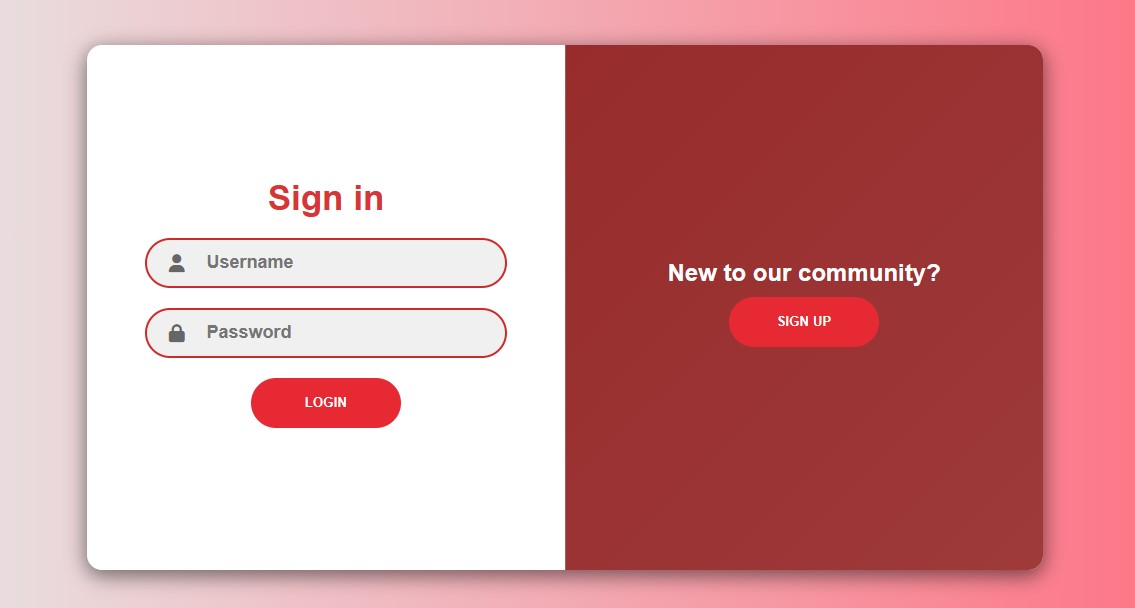 Sign in
Username
Password
LOGIN
New to our community?
SIGN UP